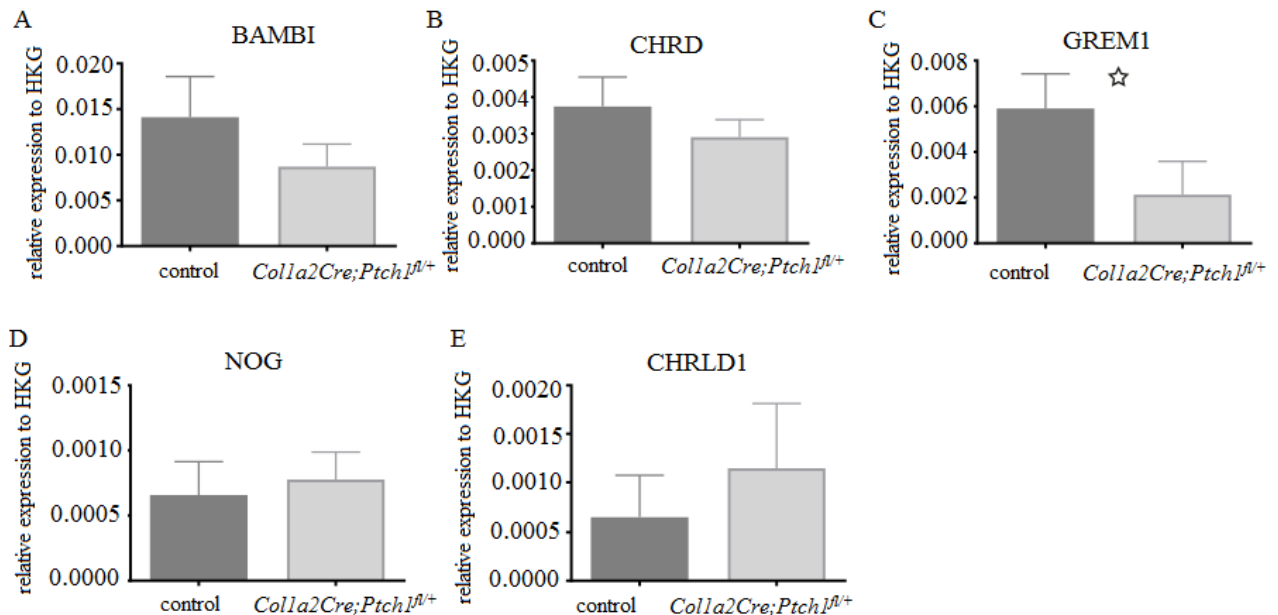 A
BAMBI
relative expression to HKG
0.020
0.015
0.010
0.005
0.000
control
Col1a2Cre;Ptch1fl/+
B
CHRD
relative expression to HKG
0.005
0.004
0.003
0.002
0.001
0.000
control
Col1a2Cre;Ptch1fl/+
C
GREM1
relative expression to HKG
0.008
0.006
0.004
0.002
0.000
control
Col1a2Cre;Ptch1fl/+
D
NOG
relative expression to HKG
0.0015
0.0010
0.0005
0.0000
control
Col1a2Cre;Ptch1fl/+
E
CHRLD1
relative expression to HKG
0.0020
0.0015
0.0010
0.0005
0.0000
control
Col1a2Cre;Ptch1fl/+